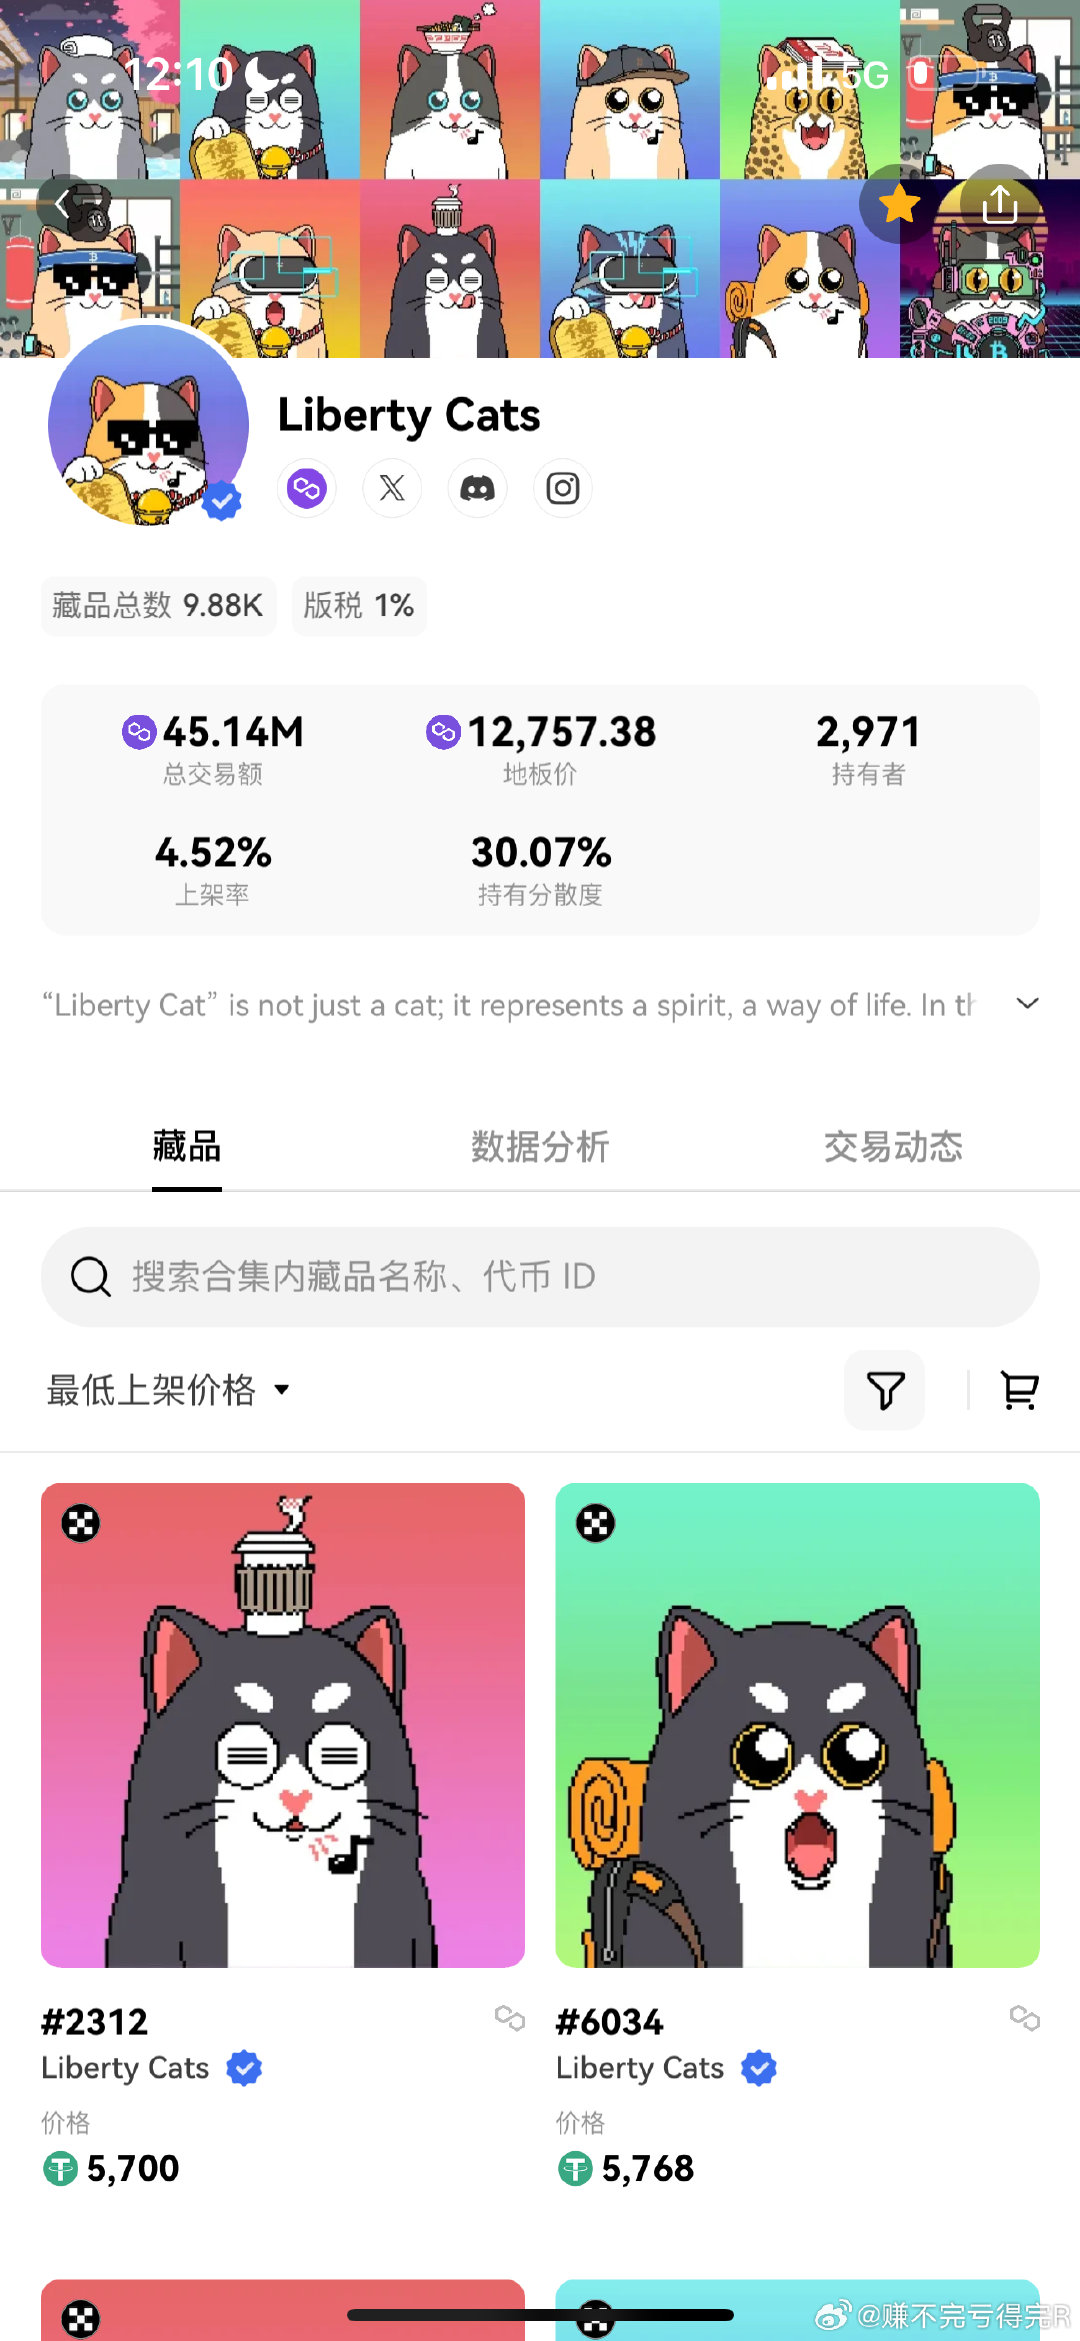 12:10
5G
Liberty Cats
藏品总数 9.88K
版税 1%
45.14M
12,757.38
2,971
总交易额
地板价
持有者
4.52%
30.07%
上架率
持有分散度
“Liberty Cat” is not just a cat; it represents a spirit, a way of life. In th
藏品
数据分析
交易动态
搜索合集内藏品名称、代币 ID
最低上架价格
#2312
#6034
Liberty Cats
Liberty Cats
价格
价格
5,700
5,768
@赚不完亏得完R